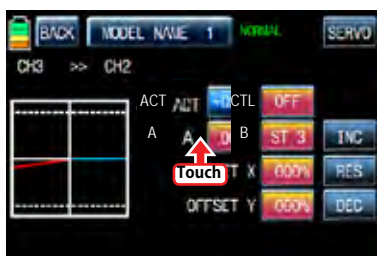 BACK MODEL NAME 1 NORMAL SERVO
CH3 >> CH2
ACT ACT CTL OFF
A A B ST 3 INC
Touch T X 000% RES
OFFSET Y 000% DEC